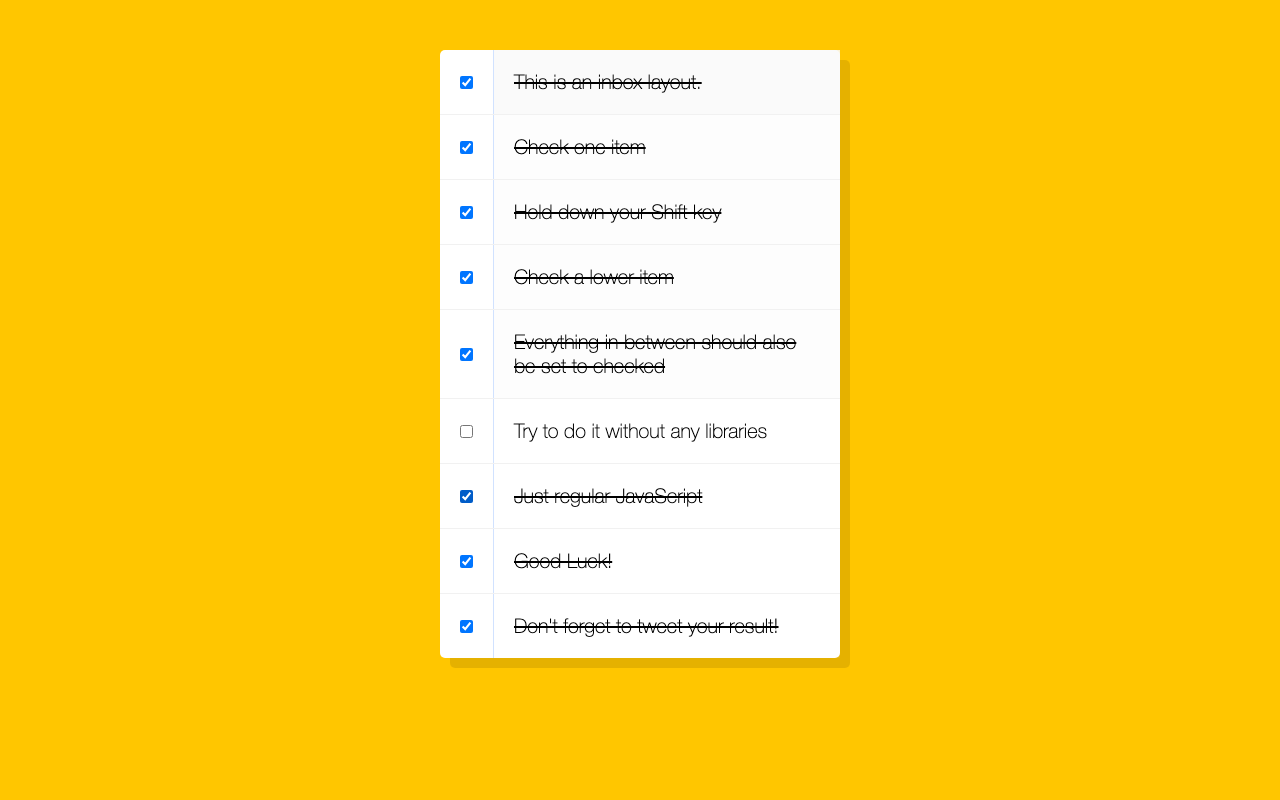 This is an inbox layout.
Check one item
Hold down your Shift key
Check a lower item
Everything in between should also
be set to checked
Try to do it without any libraries
Just regular JavaScript
Good Luck!
Don't forget to tweet your result!